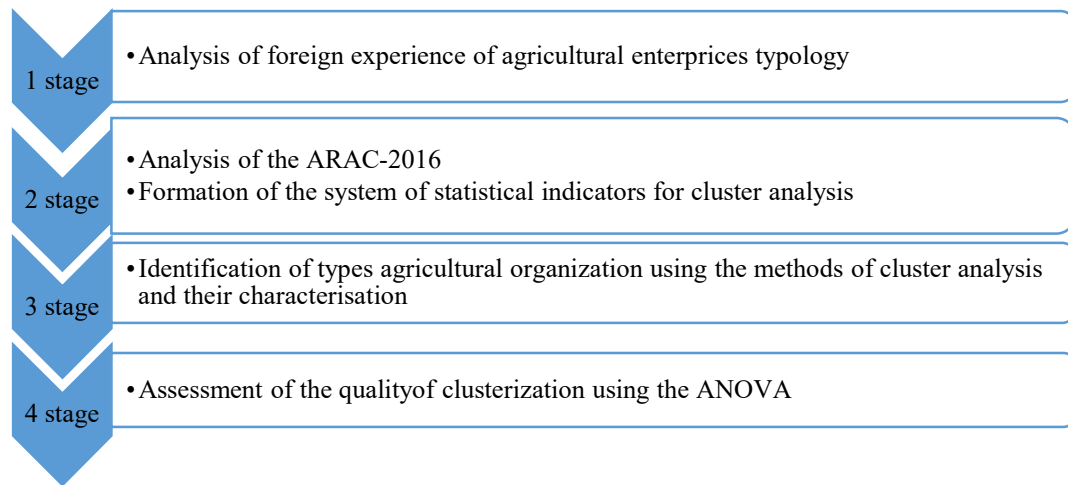 1 stage
•Analysis of foreign experience of agricultural enterprices typology
2 stage
•Analysis of the ARAC-2016
•Formation of the system of statistical indicators for cluster analysis
3 stage
•Identification of types agricultural organization using the methods of cluster analysis
and their characterisation
4 stage
•Assessment of the qualityof clusterization using the ANOVA